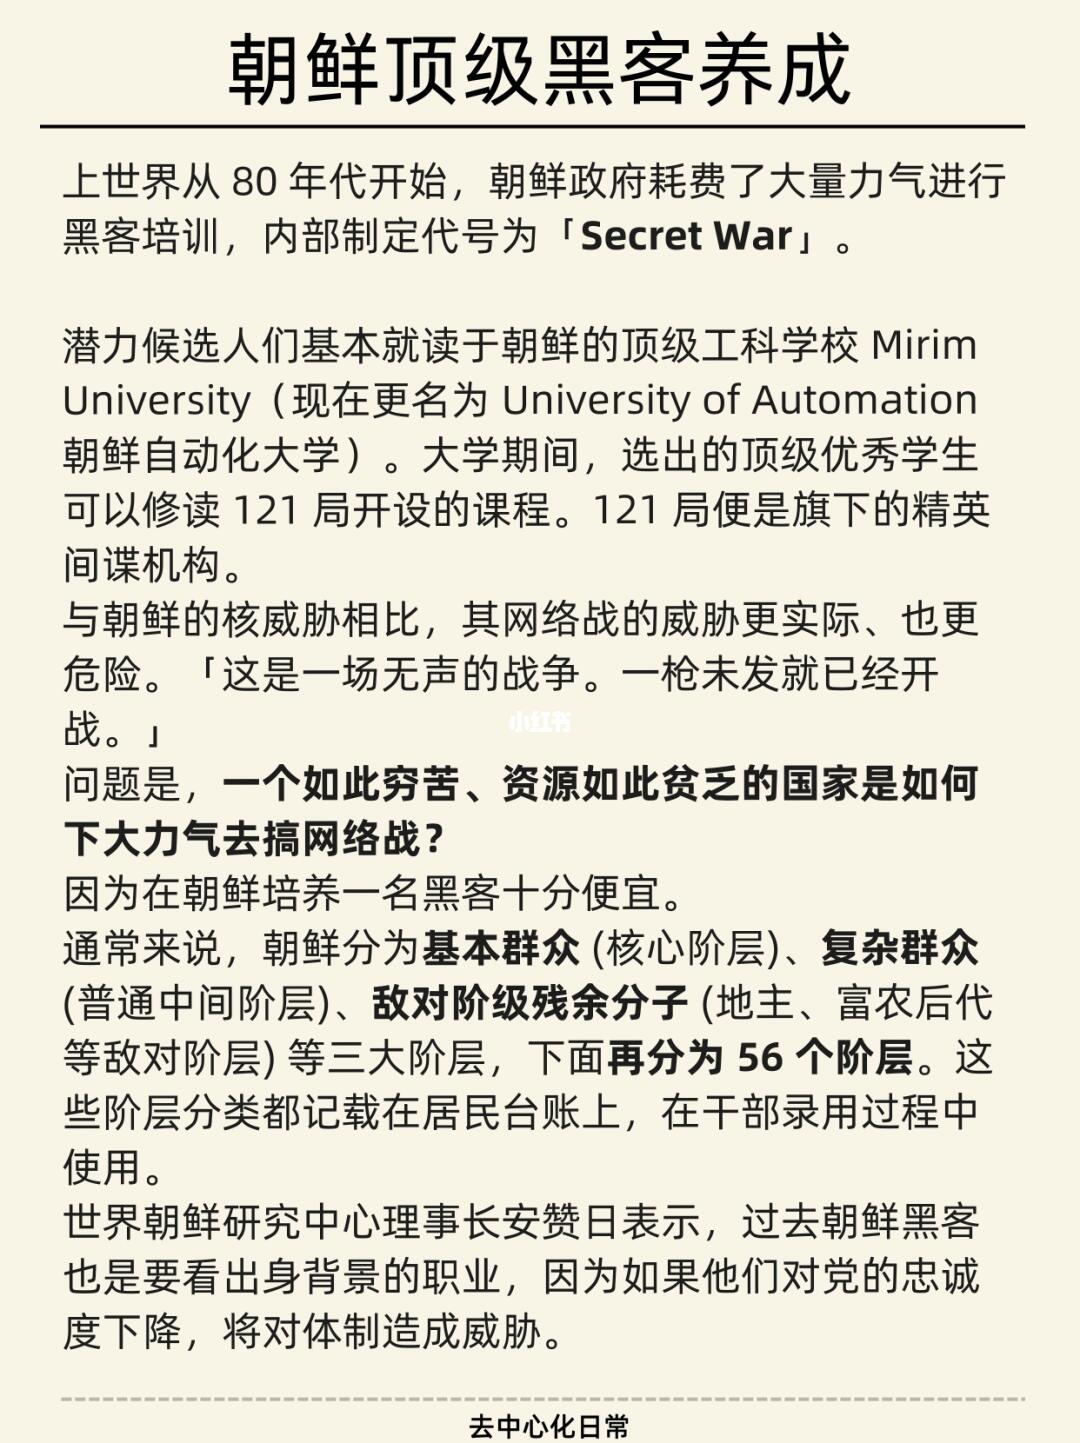 朝鲜顶级黑客养成
上世界从 80 年代开始，朝鲜政府耗费了大量力气进行
黑客培训，内部制定代号为「Secret War」。
潜力候选人们基本就读于朝鲜的顶级工科学校 Mirim
University（现在更名为 University of Automation
朝鲜自动化大学）。大学期间，选出的顶级优秀学生
可以修读 121 局开设的课程。121 局便是旗下的精英
间谍机构。
与朝鲜的核威胁相比，其网络战的威胁更实际、也更
危险。「这是一场无声的战争。一枪未发就已经开
战。」
小红书
问题是，一个如此穷苦、资源如此贫乏的国家是如何
下大力气去搞网络战？
因为在朝鲜培养一名黑客十分便宜。
通常来说，朝鲜分为基本群众 (核心阶层)、复杂群众
(普通中间阶层)、敌对阶级残余分子 (地主、富农后代
等敌对阶层) 等三大阶层，下面再分为 56 个阶层。这
些阶层分类都记载在居民台账上，在干部录用过程中
使用。
世界朝鲜研究中心理事长安赞日表示，过去朝鲜黑客
也是要看出身背景的职业，因为如果他们对党的忠诚
度下降，将对体制造成威胁。
去中心化日常